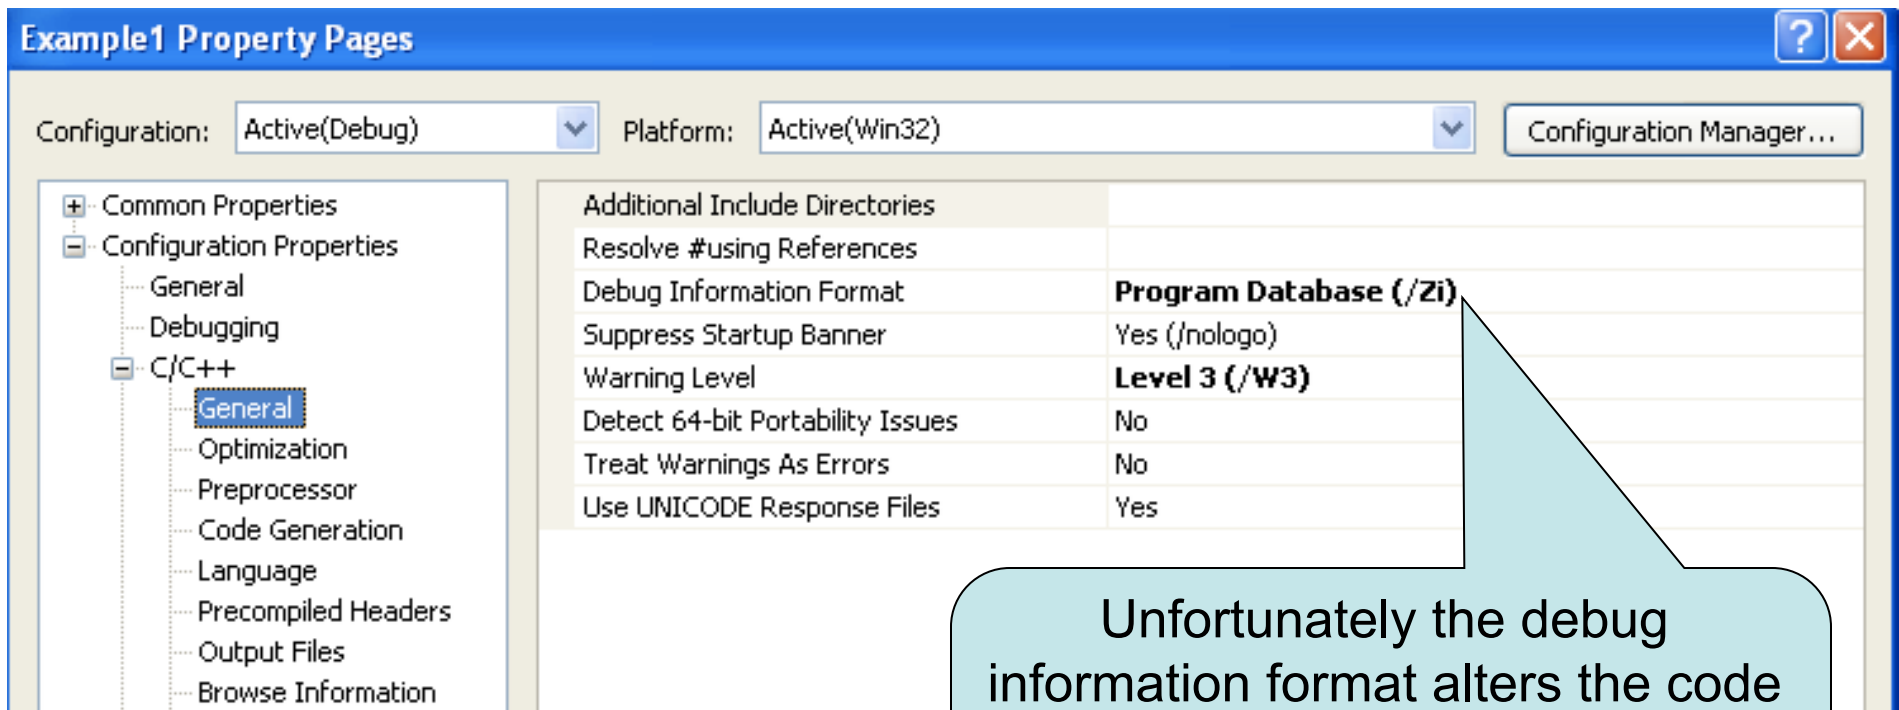 Example1 Property Pages
Configuration: Active(Debug) Platform: Active(Win32) Configuration Manager...
Common Properties
Configuration Properties
General
Debugging
C/C++
General
Optimization
Preprocessor
Code Generation
Language
Precompiled Headers
Output Files
Browse Information
Additional Include Directories
Resolve #using References
Debug Information Format Program Database (/Zi)
Suppress Startup Banner Yes (/nologo)
Warning Level Level 3 (/W3)
Detect 64-bit Portability Issues No
Treat Warnings As Errors No
Use UNICODE Response Files Yes
Unfortunately the debug
information format alters the code